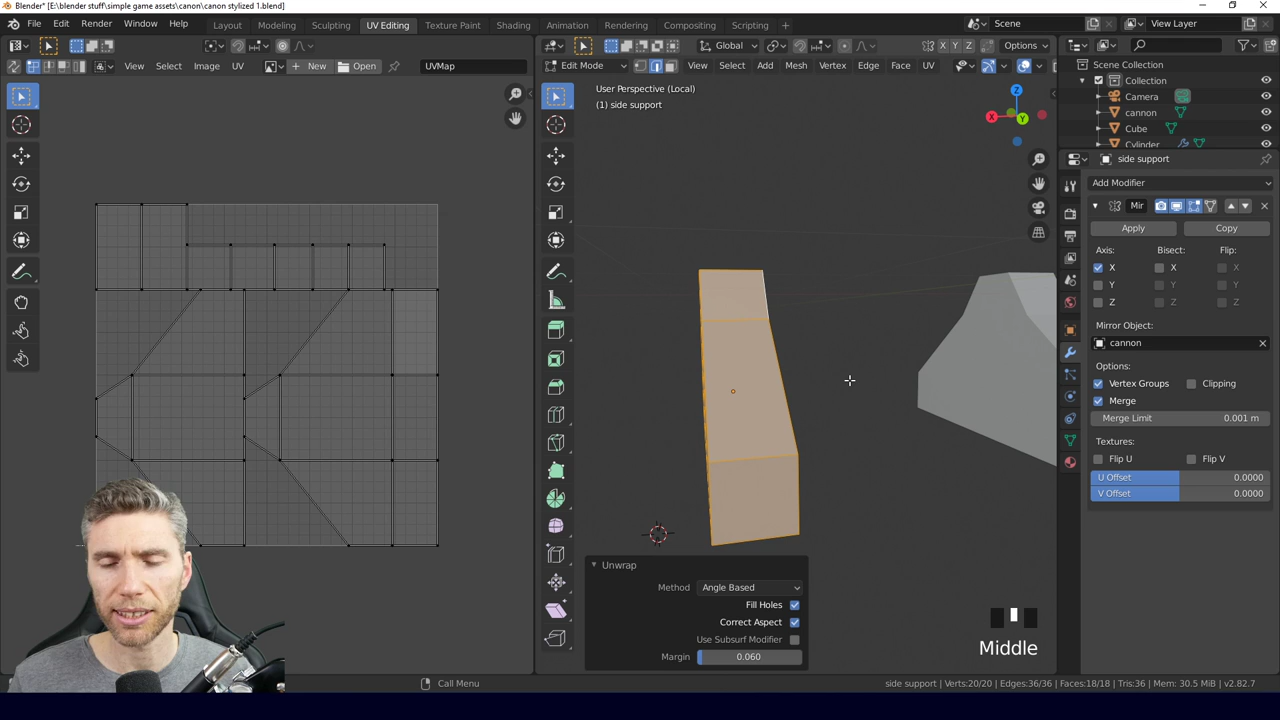 Blender* [E:\blender stuff\simple game assets\canon\canon stylized 1.blend]
File Edit Render Window Help Layout Modeling Sculpting UV Editing Texture Paint Shading Animation Rendering Compositing Scripting + Scene View Layer
Global Options
View Select Image UV New Open UVMap Edit Mode View Select Add Mesh Vertex Edge Face UV
X Y Z
User Perspective (Local)
(1) side support
Z
X
Y
Scene Collection
Collection
Camera
cannon
Cube
Cylinder
side support
Add Modifier
Mir
Apply Copy
Axis: Bisect: Flip:
X X X
Y Y Y
Z Z Z
Mirror Object:
cannon
Options:
Vertex Groups Clipping
Merge
Merge Limit 0.001 m
Textures:
Flip U Flip V
U Offset 0.0000
V Offset 0.0000
Unwrap
Method Angle Based
Fill Holes
Correct Aspect
Use Subsurf Modifier
Margin 0.060
Middle
Call Menu
side support | Verts:20/20 | Edges:36/36 | Faces:18/18 | Tris:36 | Mem: 30.5 MiB | v2.82.7